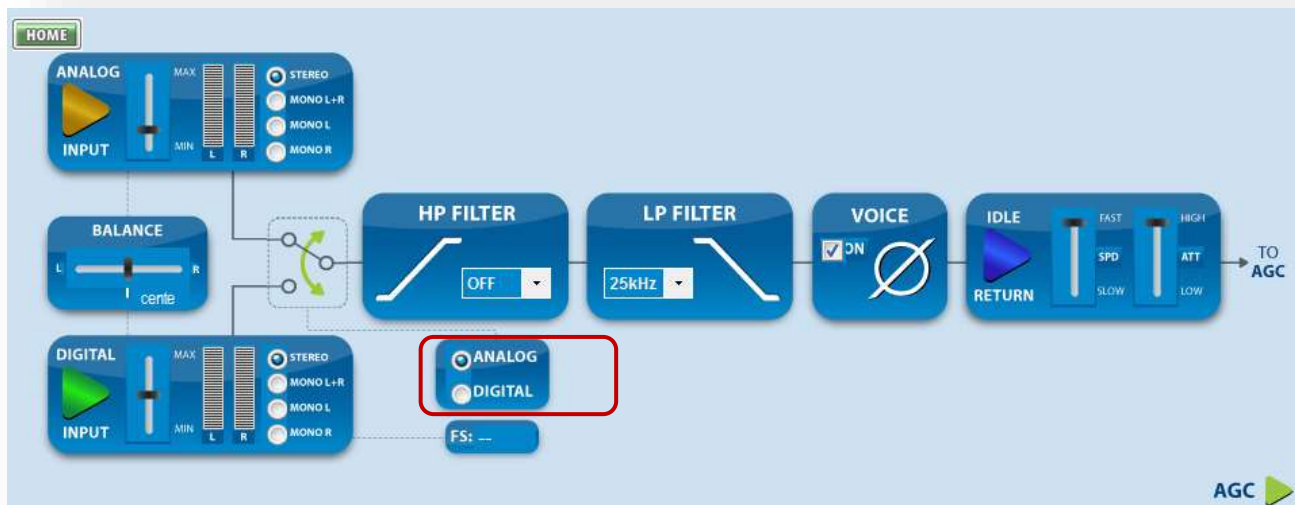 HOME
ANALOG
MAX
STEREO
MONO L+R
MONO L
MONO R
INPUT
MIN
L
R
BALANCE
L
R
cente
HP FILTER
OFF
LP FILTER
25kHz
VOICE
ON
IDLE
RETURN
FAST
SPD
SLOW
HIGH
ATT
LOW
TO
AGC
DIGITAL
MAX
STEREO
MONO L+R
MONO L
MONO R
INPUT
MIN
L
R
ANALOG
DIGITAL
FS: --
AGC